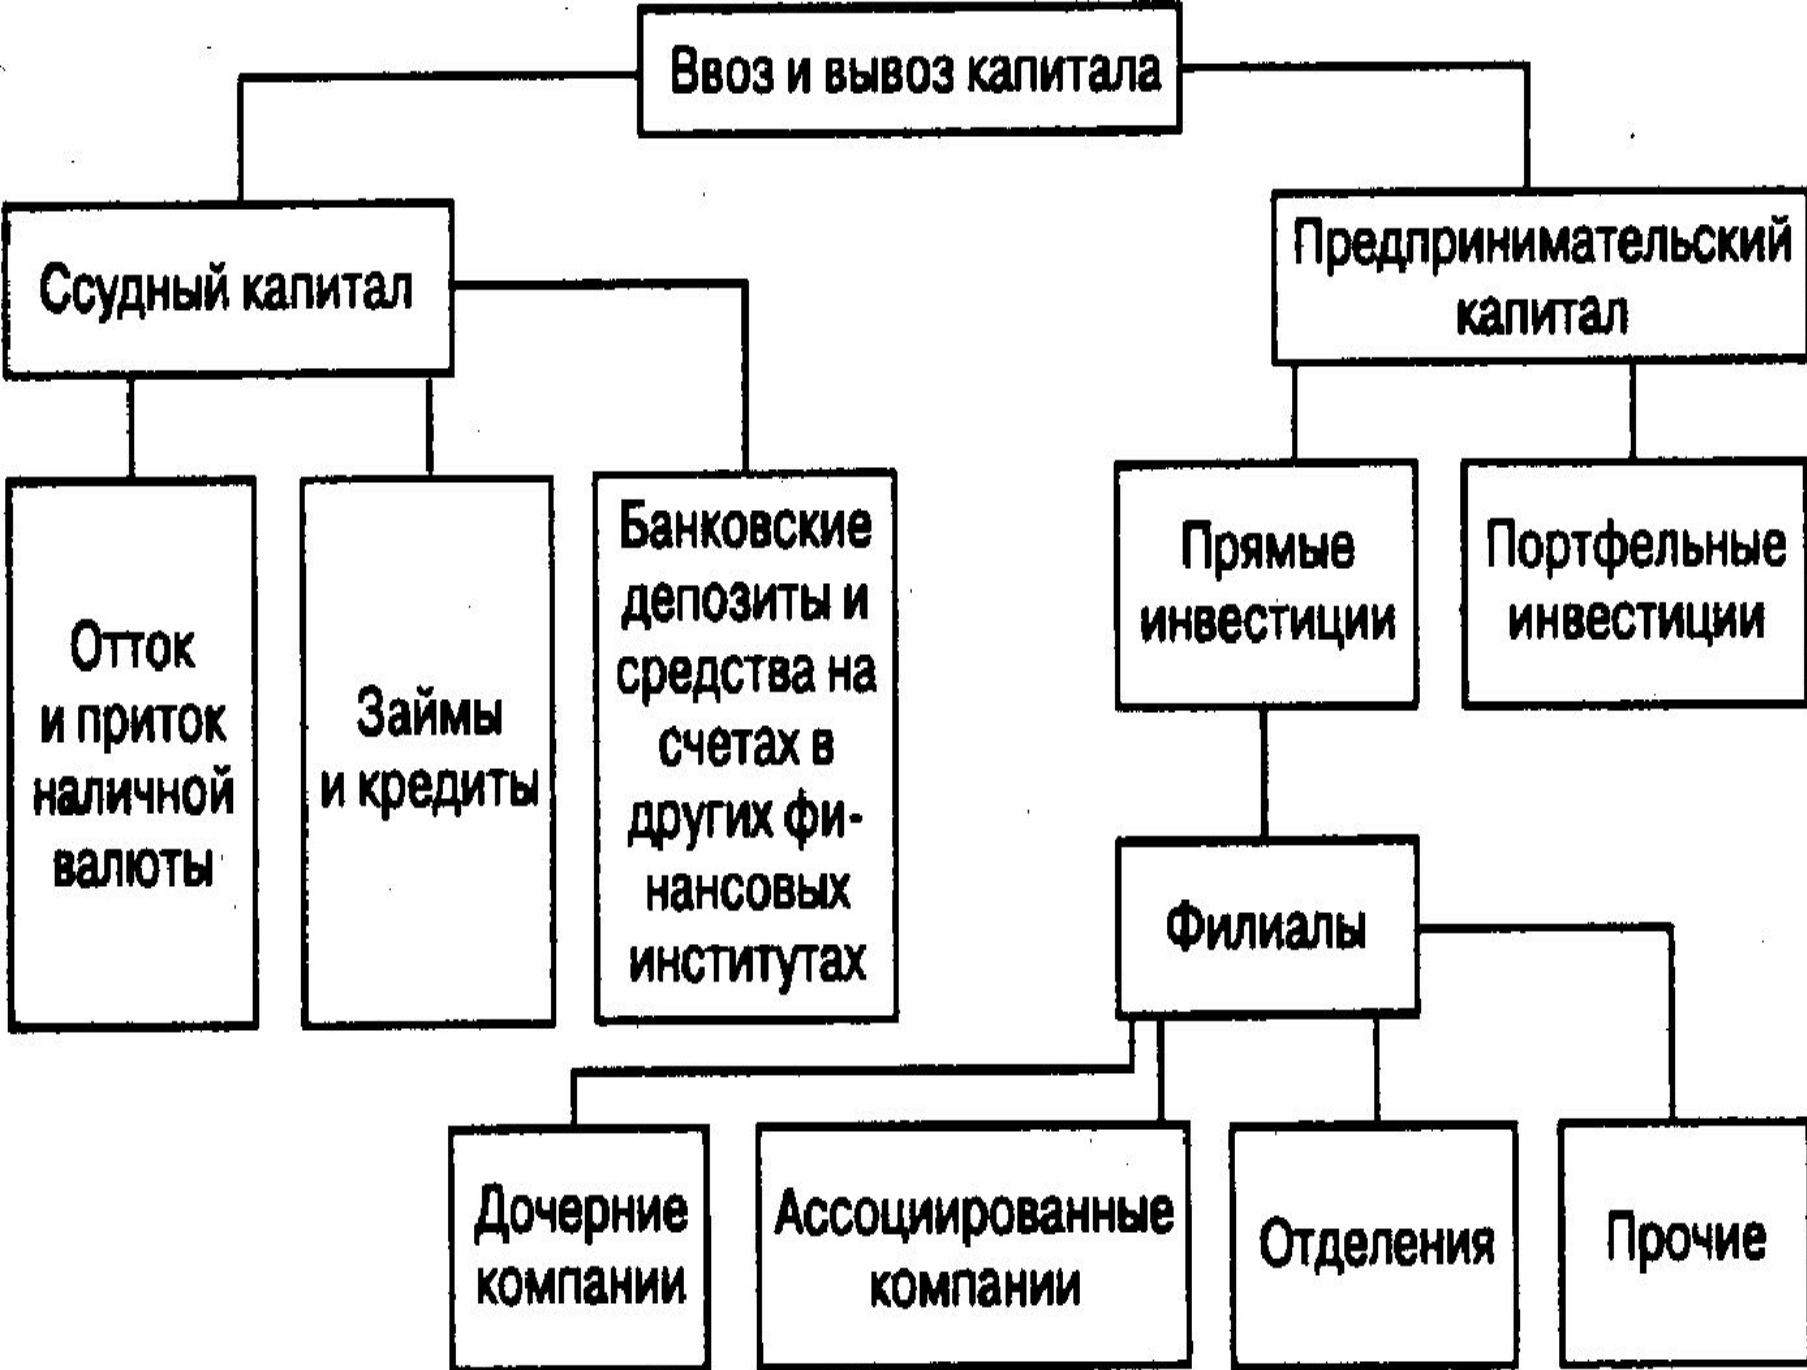 Ввоз и вывоз капитала
Ссудный капитал
Предпринимательский
капитал
Отток
и приток
наличной
валюты
Займы
и кредиты
Банковские
депозиты и
средства на
счетах в
других фи-
нансовых
институтах
Прямые
инвестиции
Портфельные
инвестиции
Филиалы
Дочерние
компании
Ассоциированные
компании
Отделения
Прочие